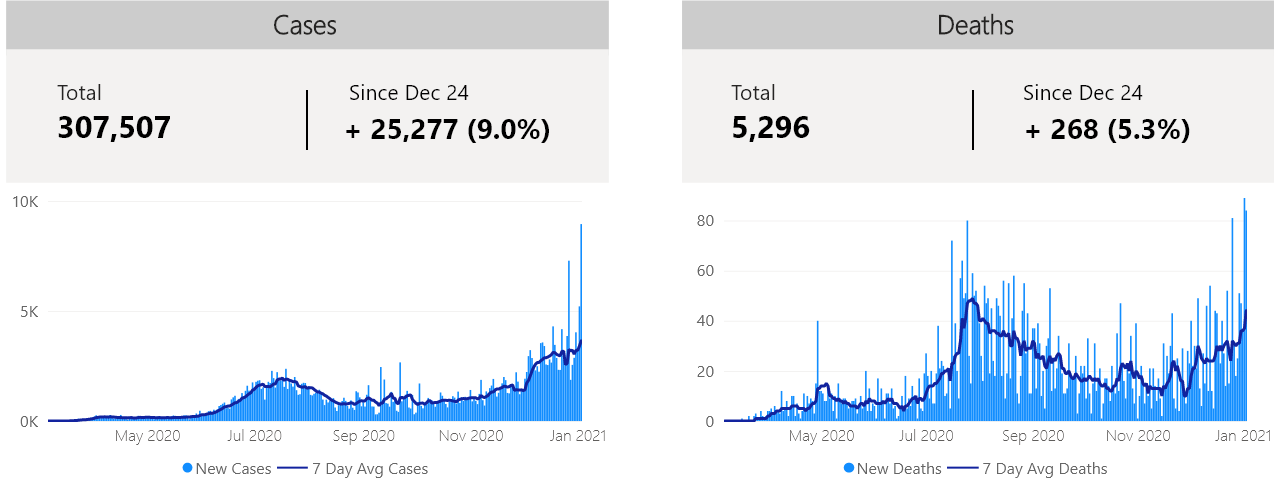 Cases
Total
307,507
Since Dec 24
+ 25,277 (9.0%)
10K
5K
0K
May 2020 Jul 2020 Sep 2020 Nov 2020 Jan 2021
New Cases 7 Day Avg Cases
Deaths
Total
5,296
Since Dec 24
+ 268 (5.3%)
80
60
40
20
0
May 2020 Jul 2020 Sep 2020 Nov 2020 Jan 2021
New Deaths 7 Day Avg Deaths